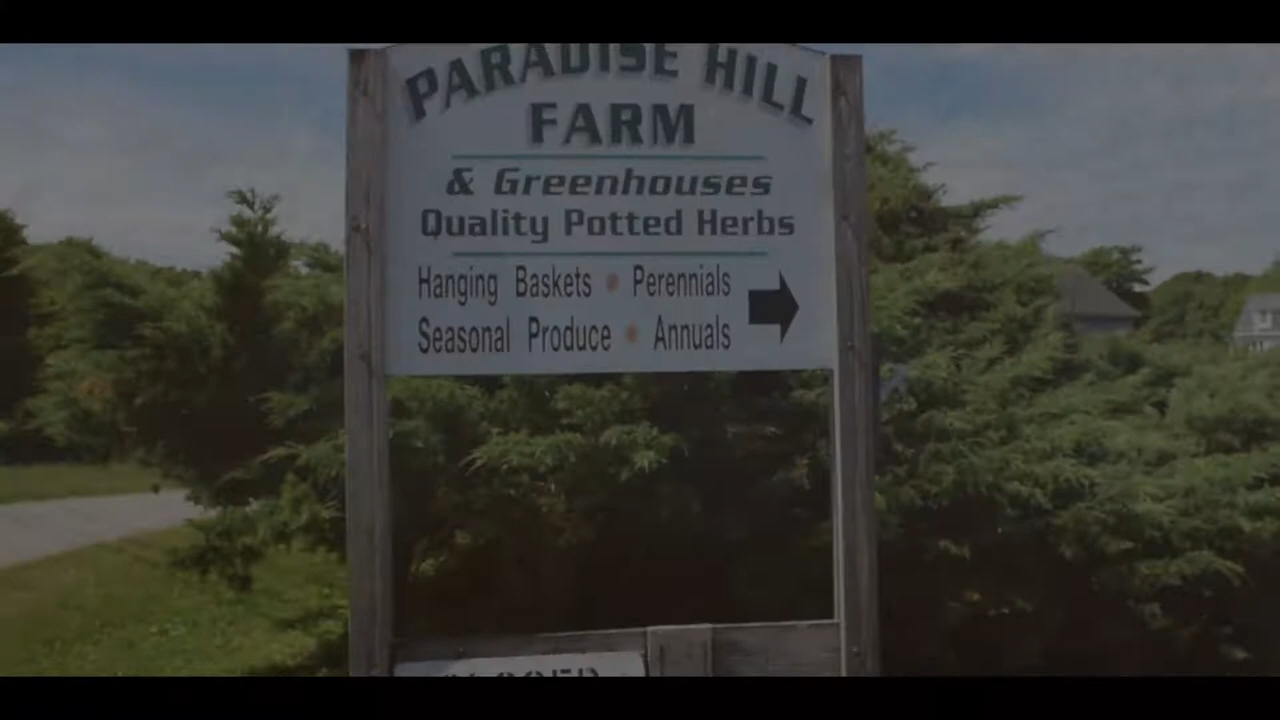 PARADISE HILL
FARM
& Greenhouses
Quality Potted Herbs
Hanging Baskets • Perennials
Seasonal Produce • Annuals